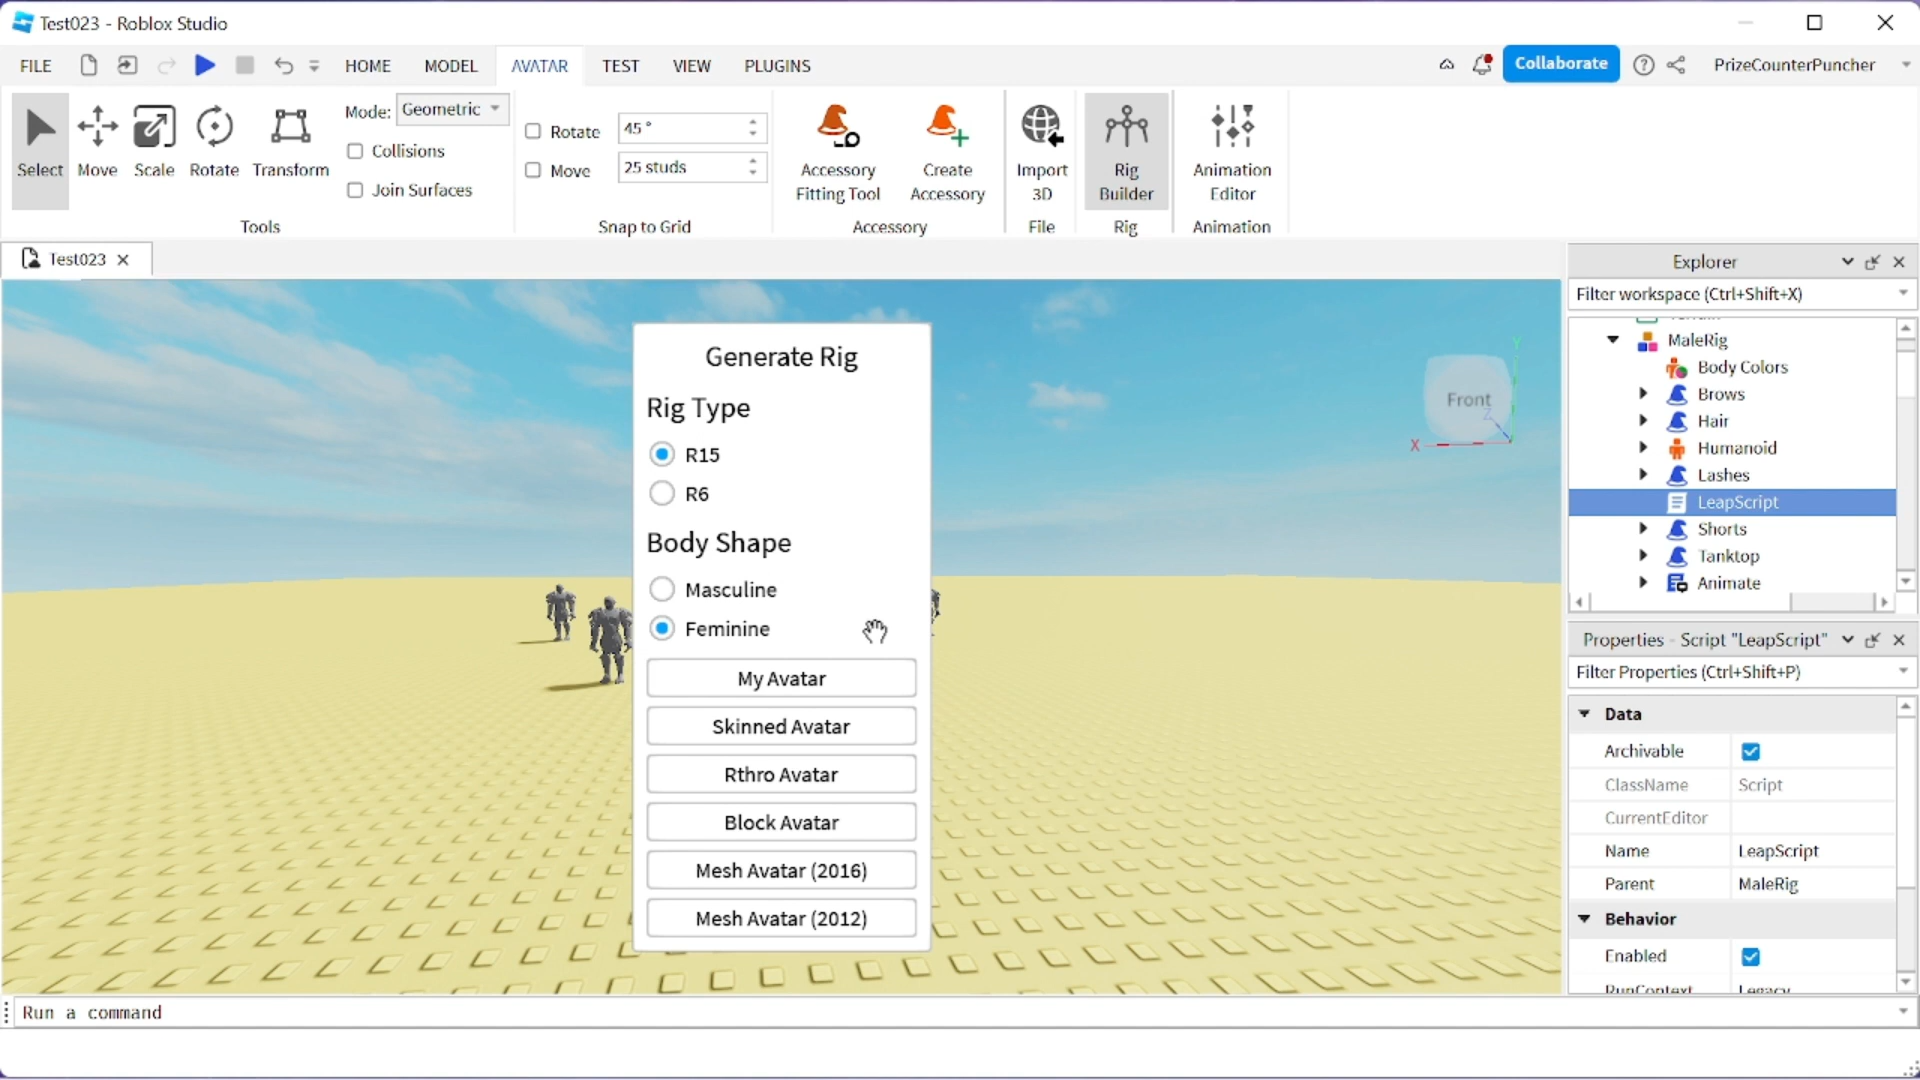 Test023 - Roblox Studio
FILE HOME MODEL AVATAR TEST VIEW PLUGINS Collaborate PrizeCounterPuncher
Select Move Scale Rotate Transform
Mode: Geometric
Collisions
Join Surfaces
Tools
Rotate 45 °
Move 25 studs
Snap to Grid
Accessory Fitting Tool
Create Accessory
Accessory
Import 3D
File
Rig Builder
Rig
Animation Editor
Animation
Test023
Generate Rig
Rig Type
R15
R6
Body Shape
Masculine
Feminine
My Avatar
Skinned Avatar
Rthro Avatar
Block Avatar
Mesh Avatar (2016)
Mesh Avatar (2012)
Front
X
Y
Z
Explorer
Filter workspace (Ctrl+Shift+X)
MaleRig
Body Colors
Brows
Hair
Humanoid
Lashes
LeapScript
Shorts
Tanktop
Animate
Properties - Script "LeapScript"
Filter Properties (Ctrl+Shift+P)
Data
Archivable
ClassName Script
CurrentEditor
Name LeapScript
Parent MaleRig
Behavior
Enabled
RunContext Legacy
Run a command